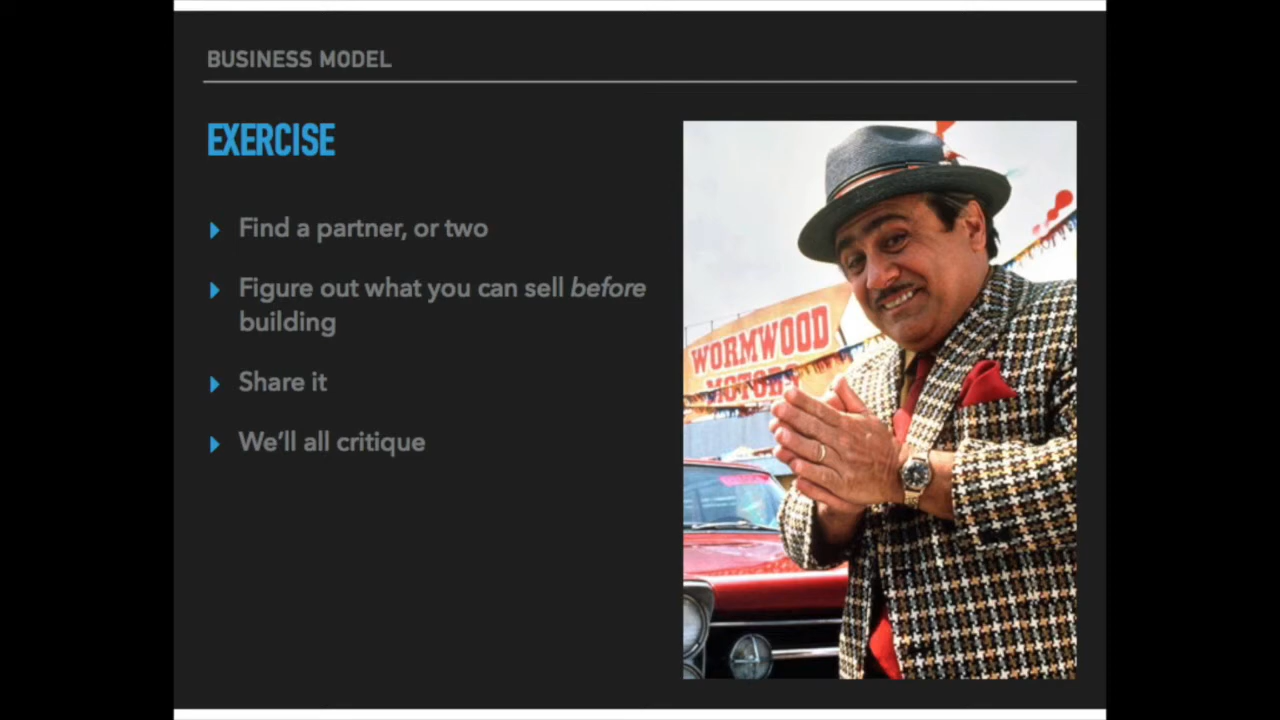 BUSINESS MODEL
EXERCISE
Find a partner, or two
Figure out what you can sell before
building
Share it
We'll all critique
WORMWOOD
MOTORS